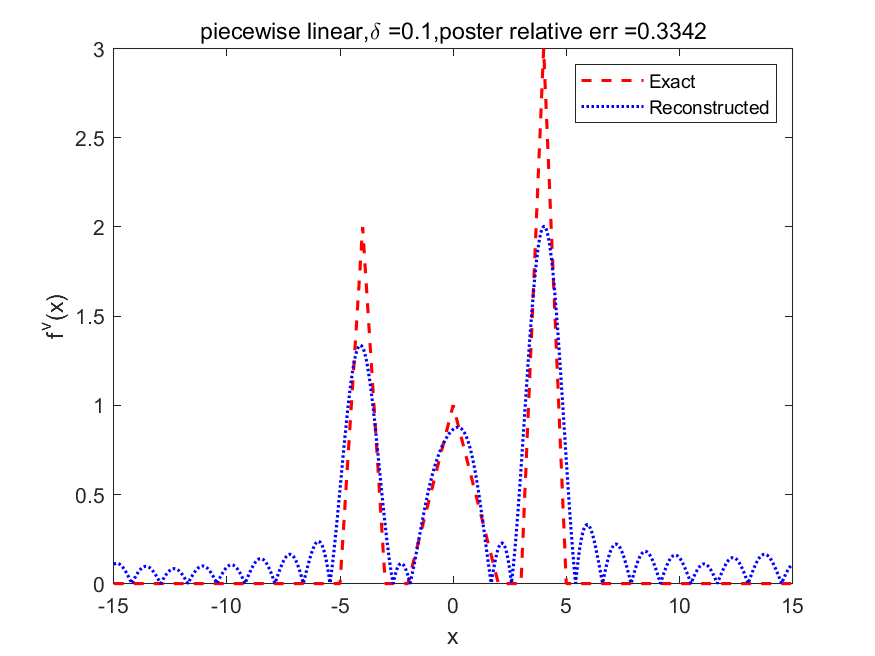 piecewise linear,δ =0.1,poster relative err =0.3342
3
2.5
2
1.5
1
0.5
0
f^v(x)
Exact
Reconstructed
-15 -10 -5 0 5 10 15
x